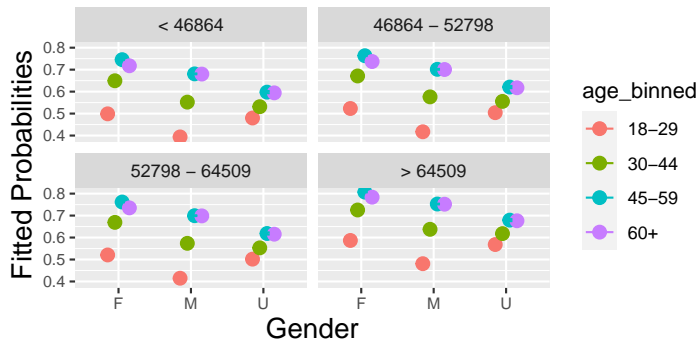 < 46864
46864 – 52798
0.8
0.7
0.6
0.5
0.4
52798 – 64509
> 64509
0.8
0.7
0.6
0.5
0.4
F
M
U
F
M
U
Gender
Fitted Probabilities
age_binned
18–29
30–44
45–59
60+